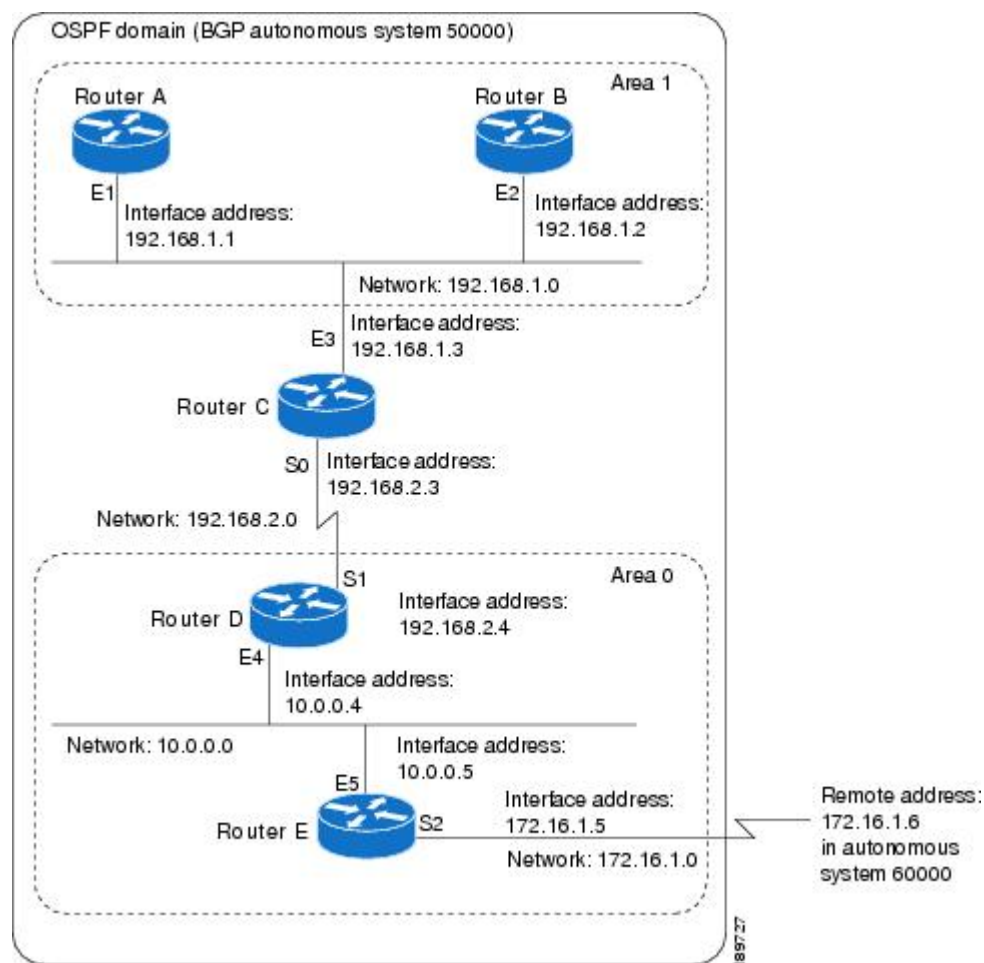 OSPF domain (BGP autonomous system 50000)
Area 1
Router A
Router B
E1
Interface address:
192.168.1.1
E2
Interface address:
192.168.1.2
Network: 192.168.1.0
E3
Interface address:
192.168.1.3
Router C
S0
Interface address:
192.168.2.3
Network: 192.168.2.0
Area 0
S1
Router D
Interface address:
192.168.2.4
E4
Interface address:
10.0.0.4
Network: 10.0.0.0
Interface address:
10.0.0.5
E5
Router E
S2
Interface address:
172.16.1.5
Network: 172.16.1.0
Remote address:
172.16.1.6
in autonomous
system 60000